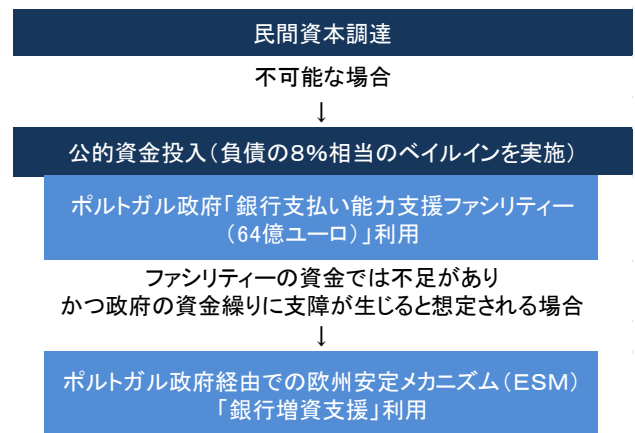 民間資本調達
不可能な場合
↓
公的資金投入(負債の8%相当のベイルインを実施)
ポルトガル政府「銀行支払い能力支援ファシリティー
(64億ユーロ)」利用
ファシリティーの資金では不足があり
かつ政府の資金繰りに支障が生じると想定される場合
↓
ポルトガル政府経由での欧州安定メカニズム(ESM)
「銀行増資支援」利用